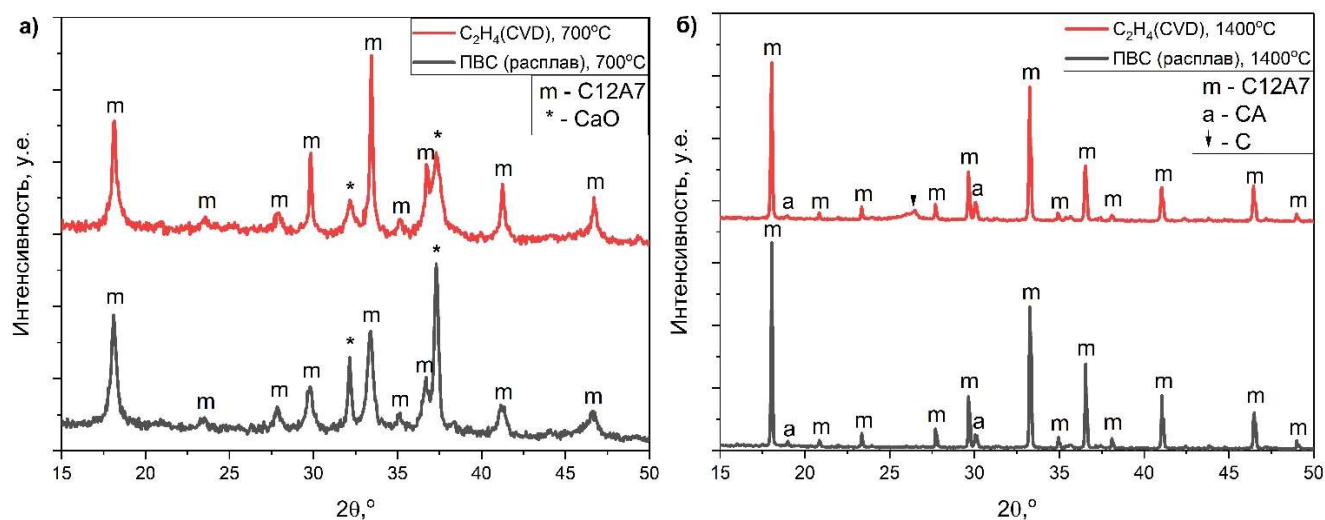 а)
C₂H₄(CVD), 700°C
ПВС (расплав), 700°C
m - C12A7
* - CaO
m
m
m
m
*
m
m
m
*
m
m
m
m
m
m
*
m
m
m
*
m
m
Интенсивность, у.е.
15 20 25 30 35 40 45 50
2θ,°
б)
C₂H₄(CVD), 1400°C
ПВС (расплав), 1400°C
m - C12A7
a - CA
- C
m
a
m
m
m
m
a
m
m
m
m
m
m
m
m
a
m
m
m
m
a
m
m
m
m
m
m
m
Интенсивность, у.е.
15 20 25 30 35 40 45 50
2θ,°